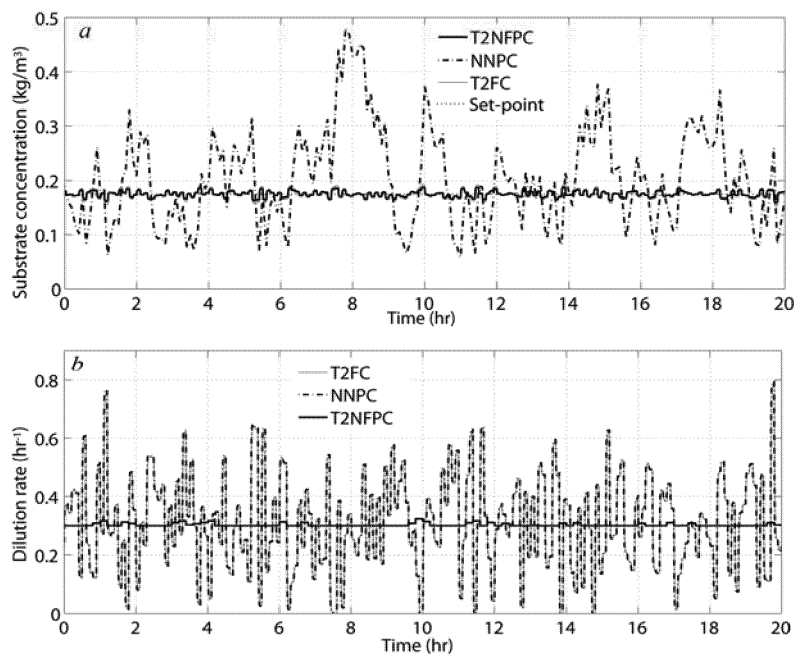 a
T2NFPC
NNPC
T2FC
Set-point
Substrate concentration (kg/m³)
0.5
0.4
0.3
0.2
0.1
0
0 2 4 6 8 10 12 14 16 18 20
Time (hr)
b
T2FC
NNPC
T2NFPC
Dilution rate (hr⁻¹)
0.8
0.6
0.4
0.2
0
0 2 4 6 8 10 12 14 16 18 20
Time (hr)